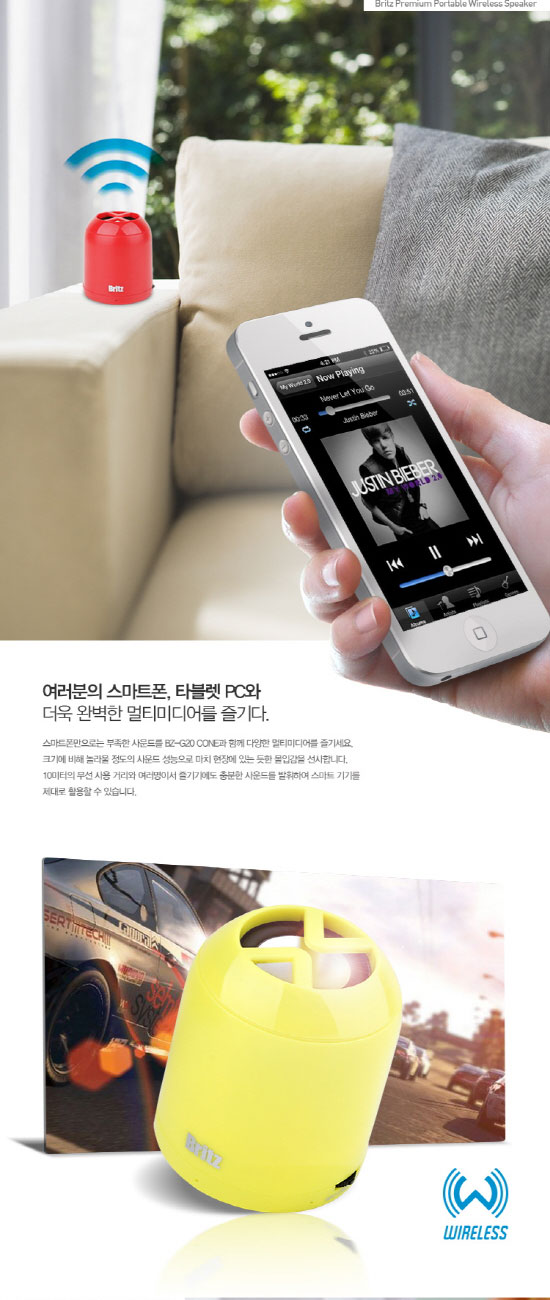 Britz Premium Portable Wireless Speaker
Britz
4:21 PM
22%
My World 2.0
Now Playing
Never Let You Go
00:33
03:51
Justin Bieber
JUSTIN BIEBER
MY WORLD 2.0
Albums
Artists
Playlists
Genres
여러분의 스마트폰, 타블렛 PC와
더욱 완벽한 멀티미디어를 즐기다.
스마트폰만으로는 부족한 사운드를 BZ-G20 CONE과 함께 다양한 멀티미디어를 즐기세요.
크기에 비해 놀라울 정도의 사운드 성능으로 마치 현장에 있는 듯한 몰입감을 선사합니다.
10미터의 무선 사용 거리와 여러명이서 즐기기에도 충분한 사운드를 발휘하여 스마트 기기를
제대로 활용할 수 있습니다.
Britz
W
WIRELESS